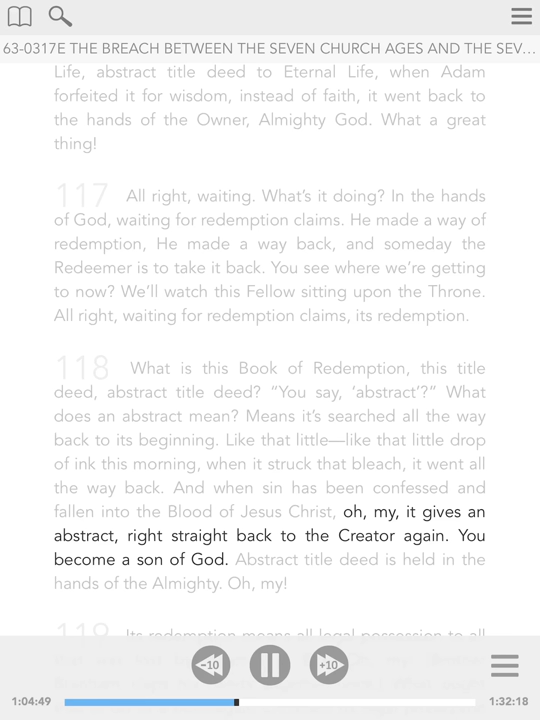 63-0317E THE BREACH BETWEEN THE SEVEN CHURCH AGES AND THE SEV...
Life, abstract title deed to Eternal Life, when Adam
forfeited it for wisdom, instead of faith, it went back to
the hands of the Owner, Almighty God. What a great
thing!
117 All right, waiting. What's it doing? In the hands
of God, waiting for redemption claims. He made a way of
redemption, He made a way back, and someday the
Redeemer is to take it back. You see where we're getting
to now? We'll watch this Fellow sitting upon the Throne.
All right, waiting for redemption claims, its redemption.
118 What is this Book of Redemption, this title
deed, abstract title deed? “You say, ‘abstract’?” What
does an abstract mean? Means it's searched all the way
back to its beginning. Like that little—like that little drop
of ink this morning, when it struck that bleach, it went all
the way back. And when sin has been confessed and
fallen into the Blood of Jesus Christ, oh, my, it gives an
abstract, right straight back to the Creator again. You
become a son of God. Abstract title deed is held in the
hands of the Almighty. Oh, my!
119 Its redemption means all legal possession to all
-10
+10
1:04:49
1:32:18